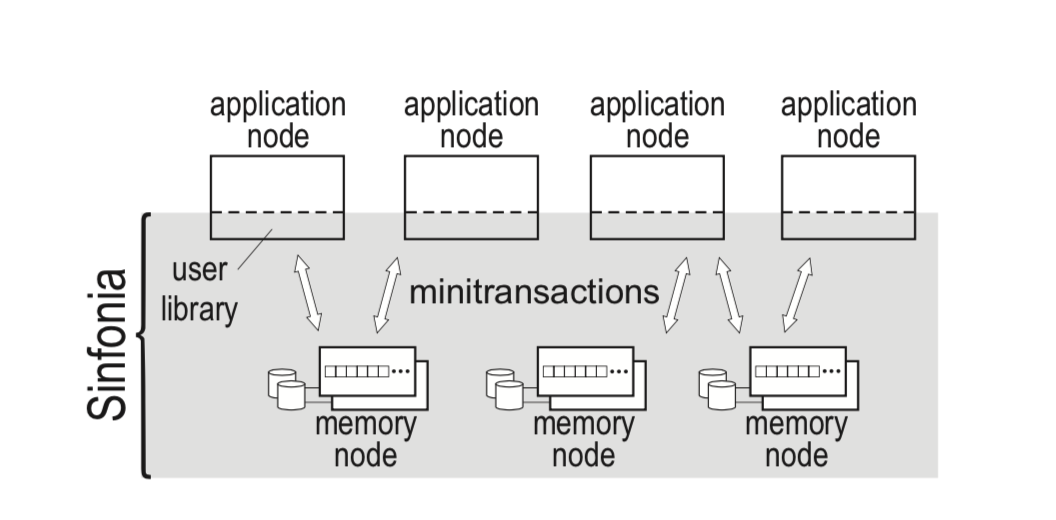 application
node
application
node
application
node
application
node
Sinfonia
user
library
minitransactions
memory
node
memory
node
memory
node